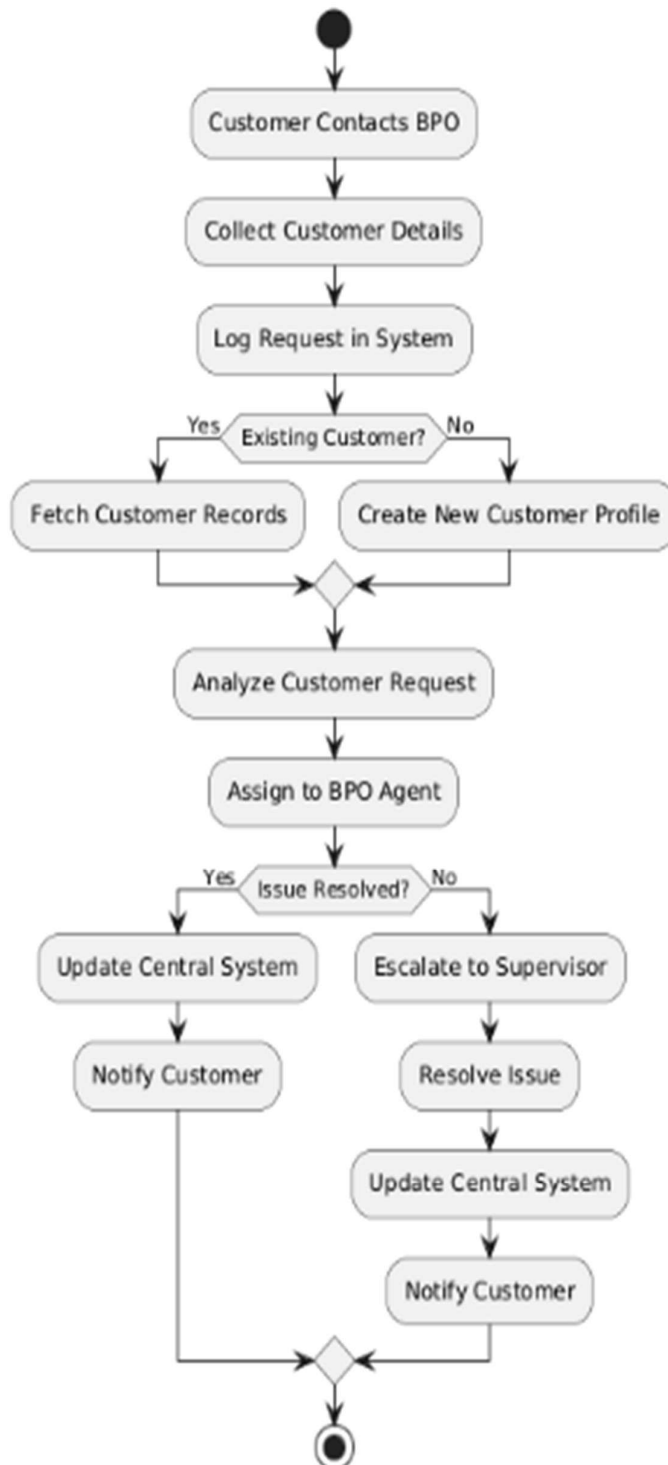 Customer Contacts BPO
Collect Customer Details
Log Request in System
Yes
Existing Customer?
No
Fetch Customer Records
Create New Customer Profile
Analyze Customer Request
Assign to BPO Agent
Yes
Issue Resolved?
No
Update Central System
Escalate to Supervisor
Notify Customer
Resolve Issue
Update Central System
Notify Customer